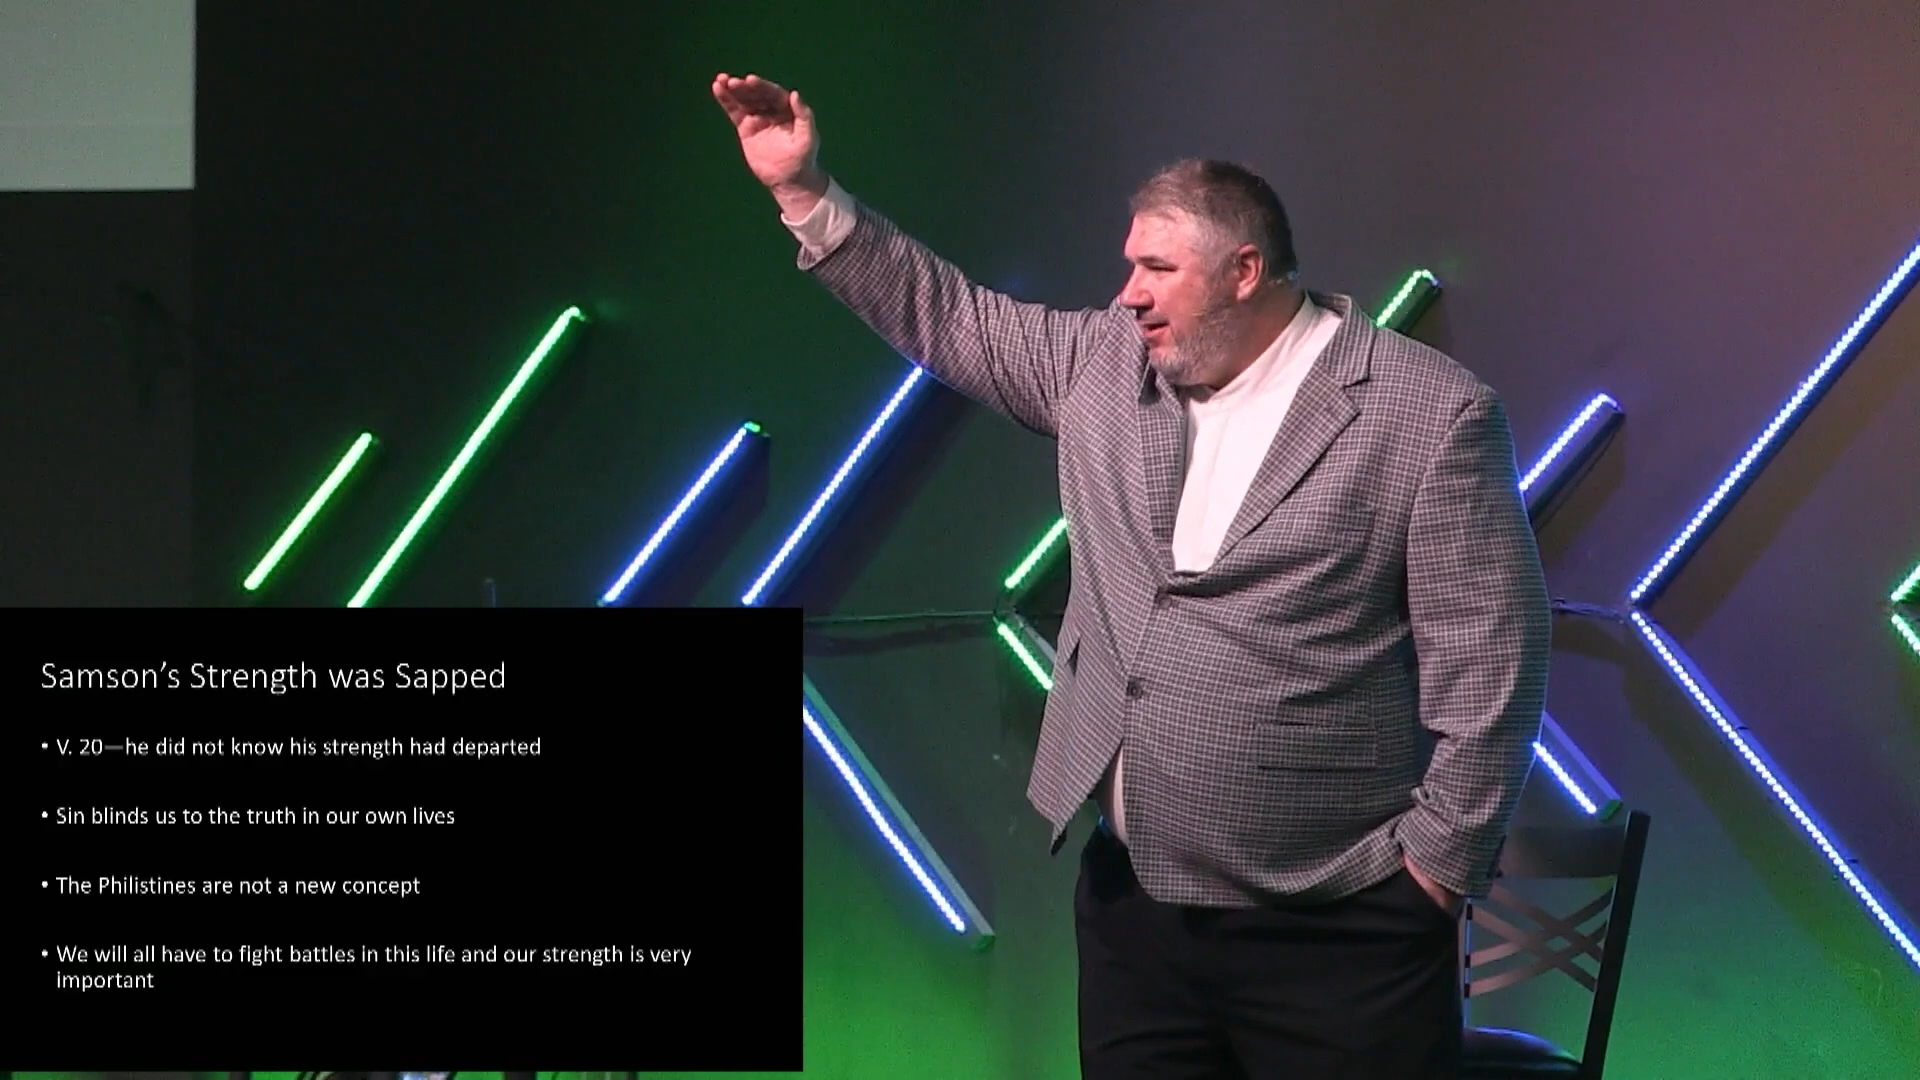 Samson’s Strength was Sapped
• V. 20—he did not know his strength had departed
• Sin blinds us to the truth in our own lives
• The Philistines are not a new concept
• We will all have to fight battles in this life and our strength is very
important